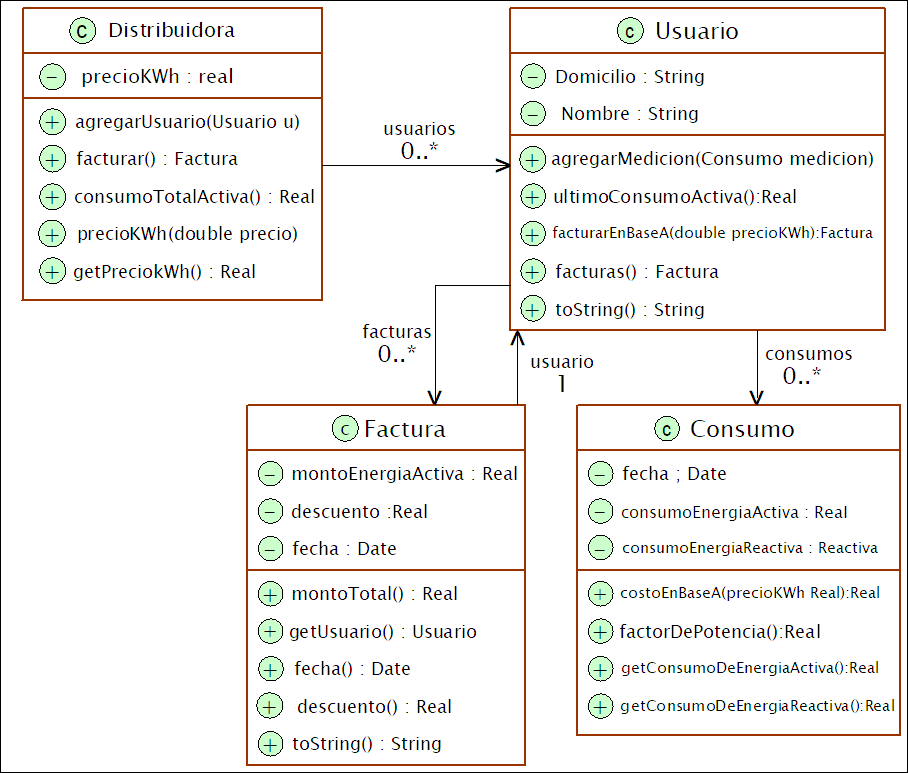 C Distribuidora
− precioKWh : real
+ agregarUsuario(Usuario u)
+ facturar() : Factura
+ consumoTotalActiva() : Real
+ precioKWh(double precio)
+ getPreciokWh() : Real
usuarios
0..*
C Usuario
− Domicilio : String
− Nombre : String
+ agregarMedicion(Consumo medicion)
+ ultimoConsumoActiva():Real
+ facturarEnBaseA(double precioKWh):Factura
+ facturas() : Factura
+ toString() : String
facturas
0..*
usuario
1
consumos
0..*
C Factura
− montoEnergiaActiva : Real
− descuento :Real
− fecha : Date
+ montoTotal() : Real
+ getUsuario() : Usuario
+ fecha() : Date
+ descuento() : Real
+ toString() : String
C Consumo
− fecha ; Date
− consumoEnergiaActiva : Real
− consumoEnergiaReactiva : Reactiva
+ costoEnBaseA(precioKWh Real):Real
+ factorDePotencia():Real
+ getConsumoDeEnergiaActiva():Real
+ getConsumoDeEnergiaReactiva():Real